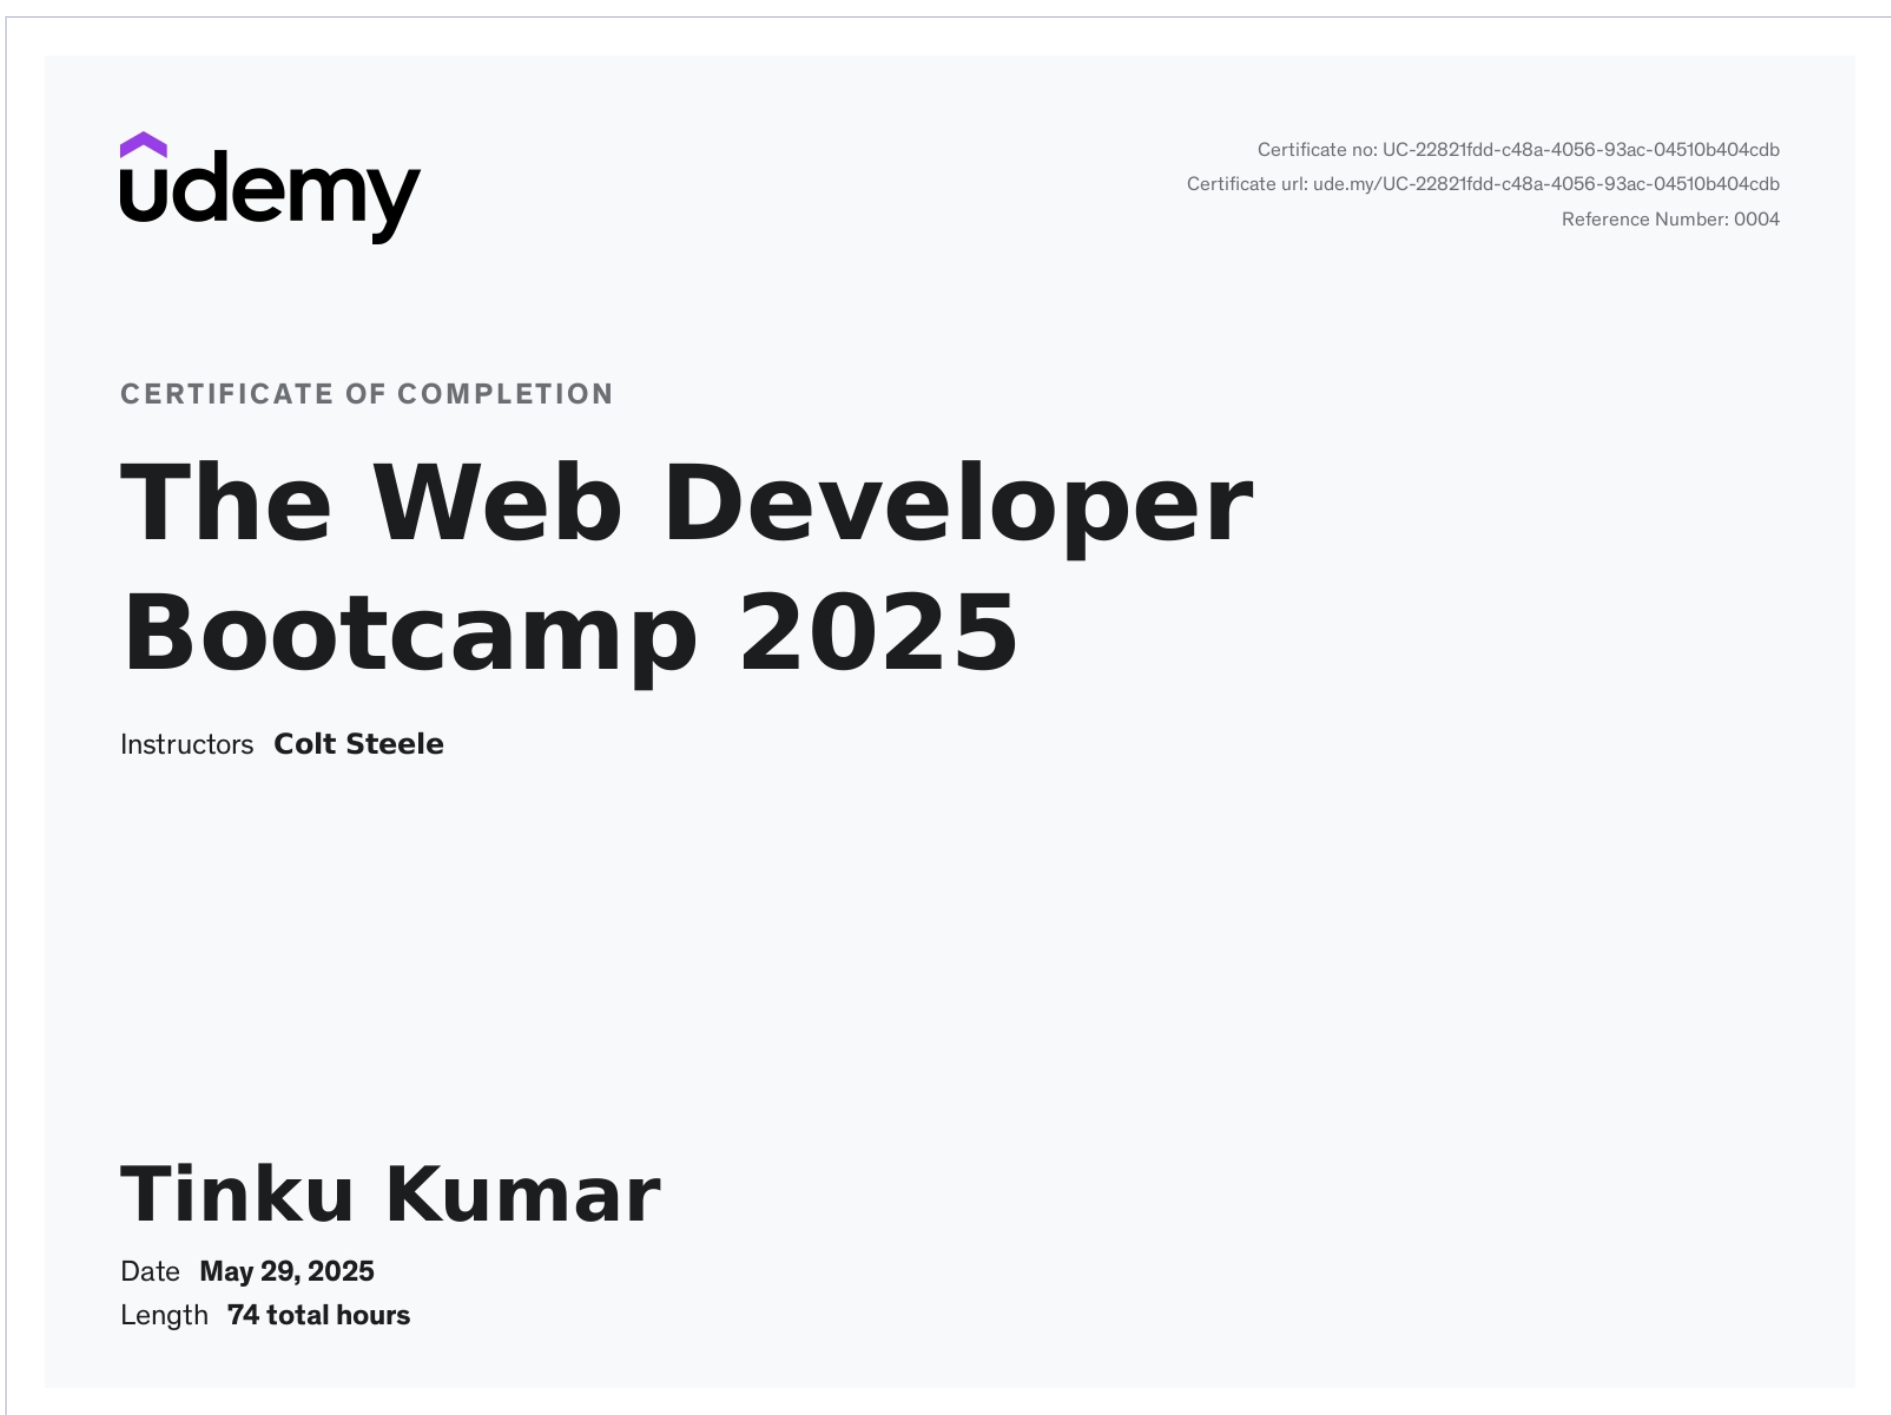 udemy
Certificate no: UC-22821fdd-c48a-4056-93ac-04510b404cdb
Certificate url: ude.my/UC-22821fdd-c48a-4056-93ac-04510b404cdb
Reference Number: 0004
CERTIFICATE OF COMPLETION
The Web Developer
Bootcamp 2025
Instructors Colt Steele
Tinku Kumar
Date May 29, 2025
Length 74 total hours